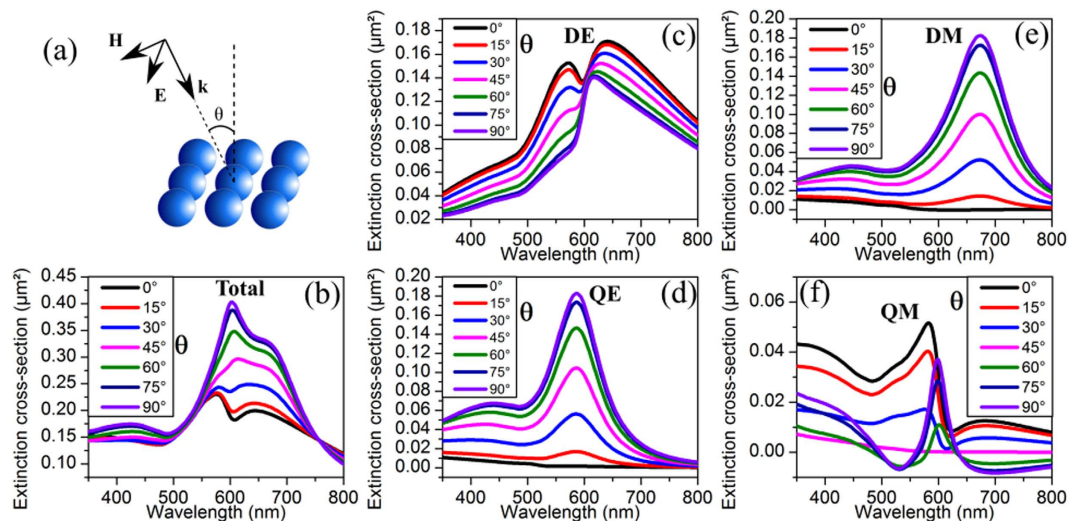 (a)
H
E
k
θ
Extinction cross-section (μm²)
0.45
0.40
0.35
0.30
0.25
0.20
0.15
0.10
400 500 600 700 800
Wavelength (nm)
Total
(b)
θ
0°
15°
30°
45°
60°
75°
90°
Extinction cross-section (μm²)
0.18
0.16
0.14
0.12
0.10
0.08
0.06
0.04
0.02
400 500 600 700 800
Wavelength (nm)
DE
(c)
θ
0°
15°
30°
45°
60°
75°
90°
Extinction cross-section (μm²)
0.20
0.18
0.16
0.14
0.12
0.10
0.08
0.06
0.04
0.02
0.00
400 500 600 700 800
Wavelength (nm)
QE
(d)
θ
0°
15°
30°
45°
60°
75°
90°
Extinction cross-section (μm²)
0.20
0.18
0.16
0.14
0.12
0.10
0.08
0.06
0.04
0.02
0.00
400 500 600 700 800
Wavelength (nm)
DM
(e)
θ
0°
15°
30°
45°
60°
75°
90°
Extinction cross-section (μm²)
0.06
0.04
0.02
0.00
400 500 600 700 800
Wavelength (nm)
QM
(f)
θ
0°
15°
30°
45°
60°
75°
90°